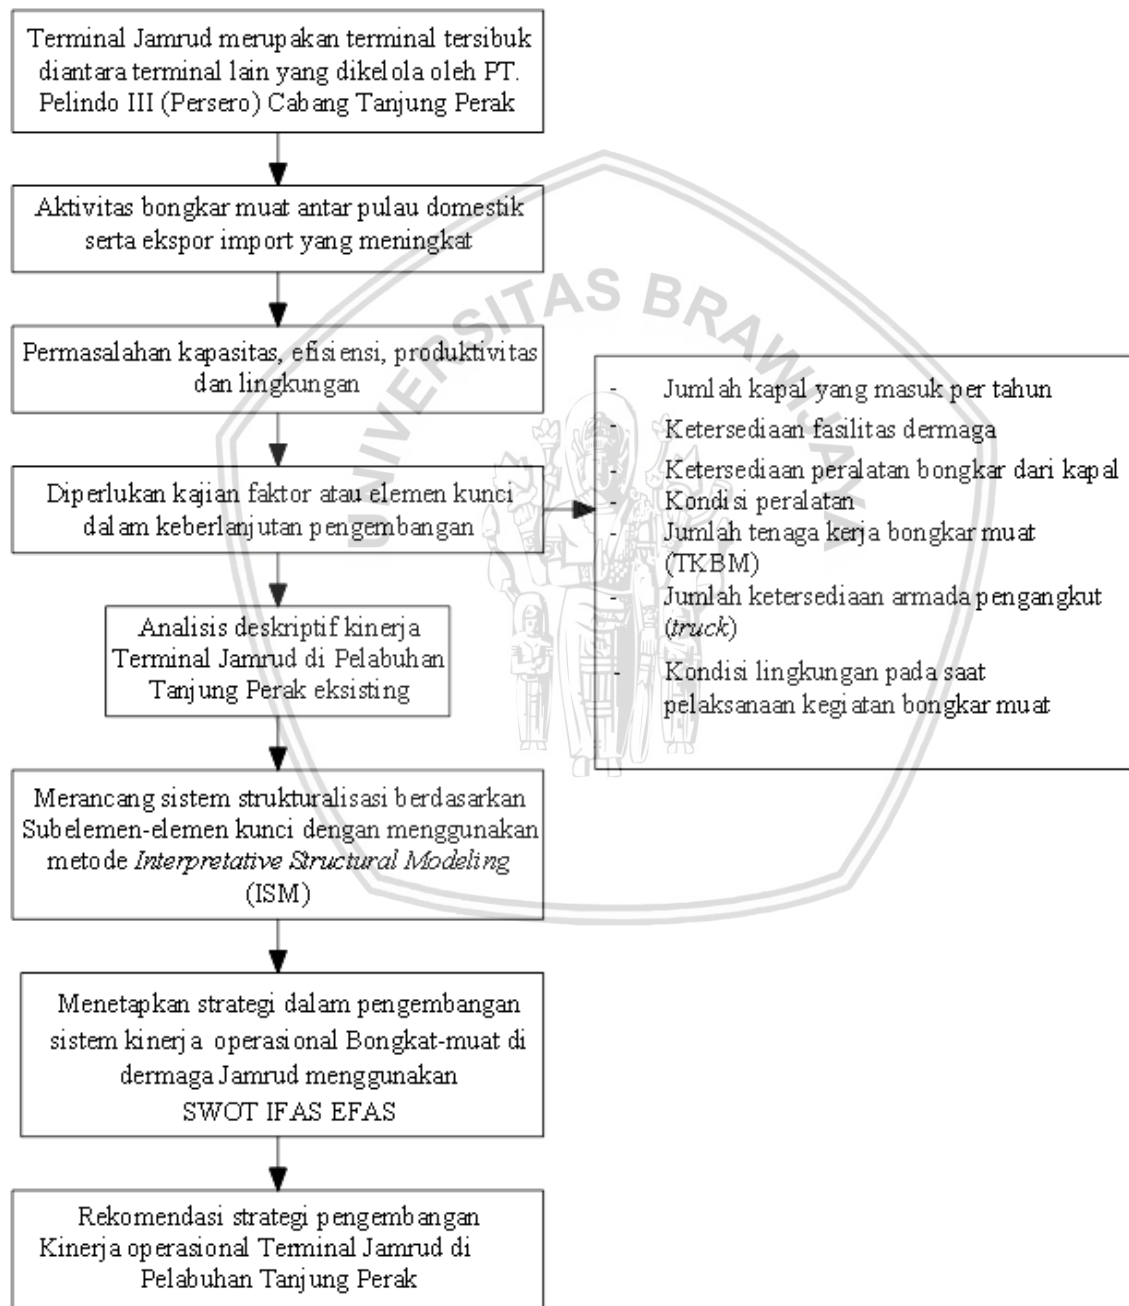 Terminal Jamrud merupakan terminal tersibuk
diantara terminal lain yang dikelola oleh PT.
Pelindo III (Persero) Cabang Tanjung Perak
Aktivitas bongkar muat antar pulau domestik
serta ekspor import yang meningkat
Permasalahan kapasitas, efisiensi, produktivitas
dan lingkungan
Diperlukan kajian faktor atau elemen kunci
dalam keberlanjutan pengembangan
- Jumlah kapal yang masuk per tahun
- Ketersediaan fasilitas dermaga
- Ketersediaan peralatan bongkar dari kapal
- Kondisi peralatan
- Jumlah tenaga kerja bongkar muat
(TKBM)
- Jumlah ketersediaan armada pengangkut
(truck)
- Kondisi lingkungan pada saat
pelaksanaan kegiatan bongkar muat
Analisis deskriptif kinerja
Terminal Jamrud di Pelabuhan
Tanjung Perak eksisting
Merancang sistem strukturalisasi berdasarkan
Subelemen-elemen kunci dengan menggunakan
metode Interpretative Structural Modeling
(ISM)
Menetapkan strategi dalam pengembangan
sistem kinerja operasional Bongkat-muat di
dermaga Jamrud menggunakan
SWOT IFAS EFAS
Rekomendasi strategi pengembangan
Kinerja operasional Terminal Jamrud di
Pelabuhan Tanjung Perak
UNIVERSITAS BRAWIJAYA